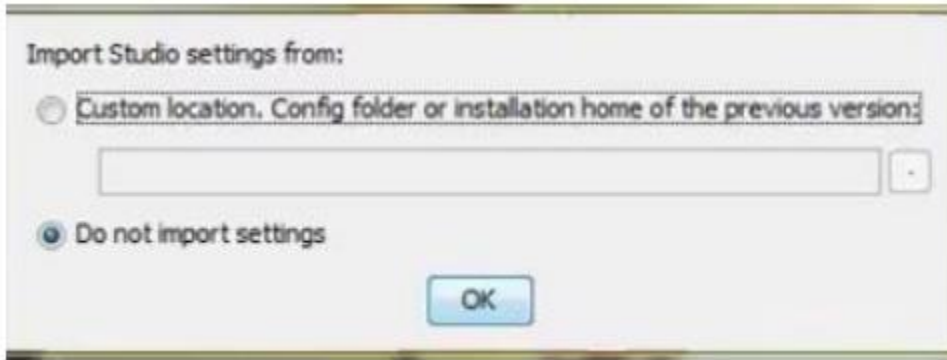 Import Studio settings from:
Custom location. Config folder or installation home of the previous version:
Do not import settings
OK